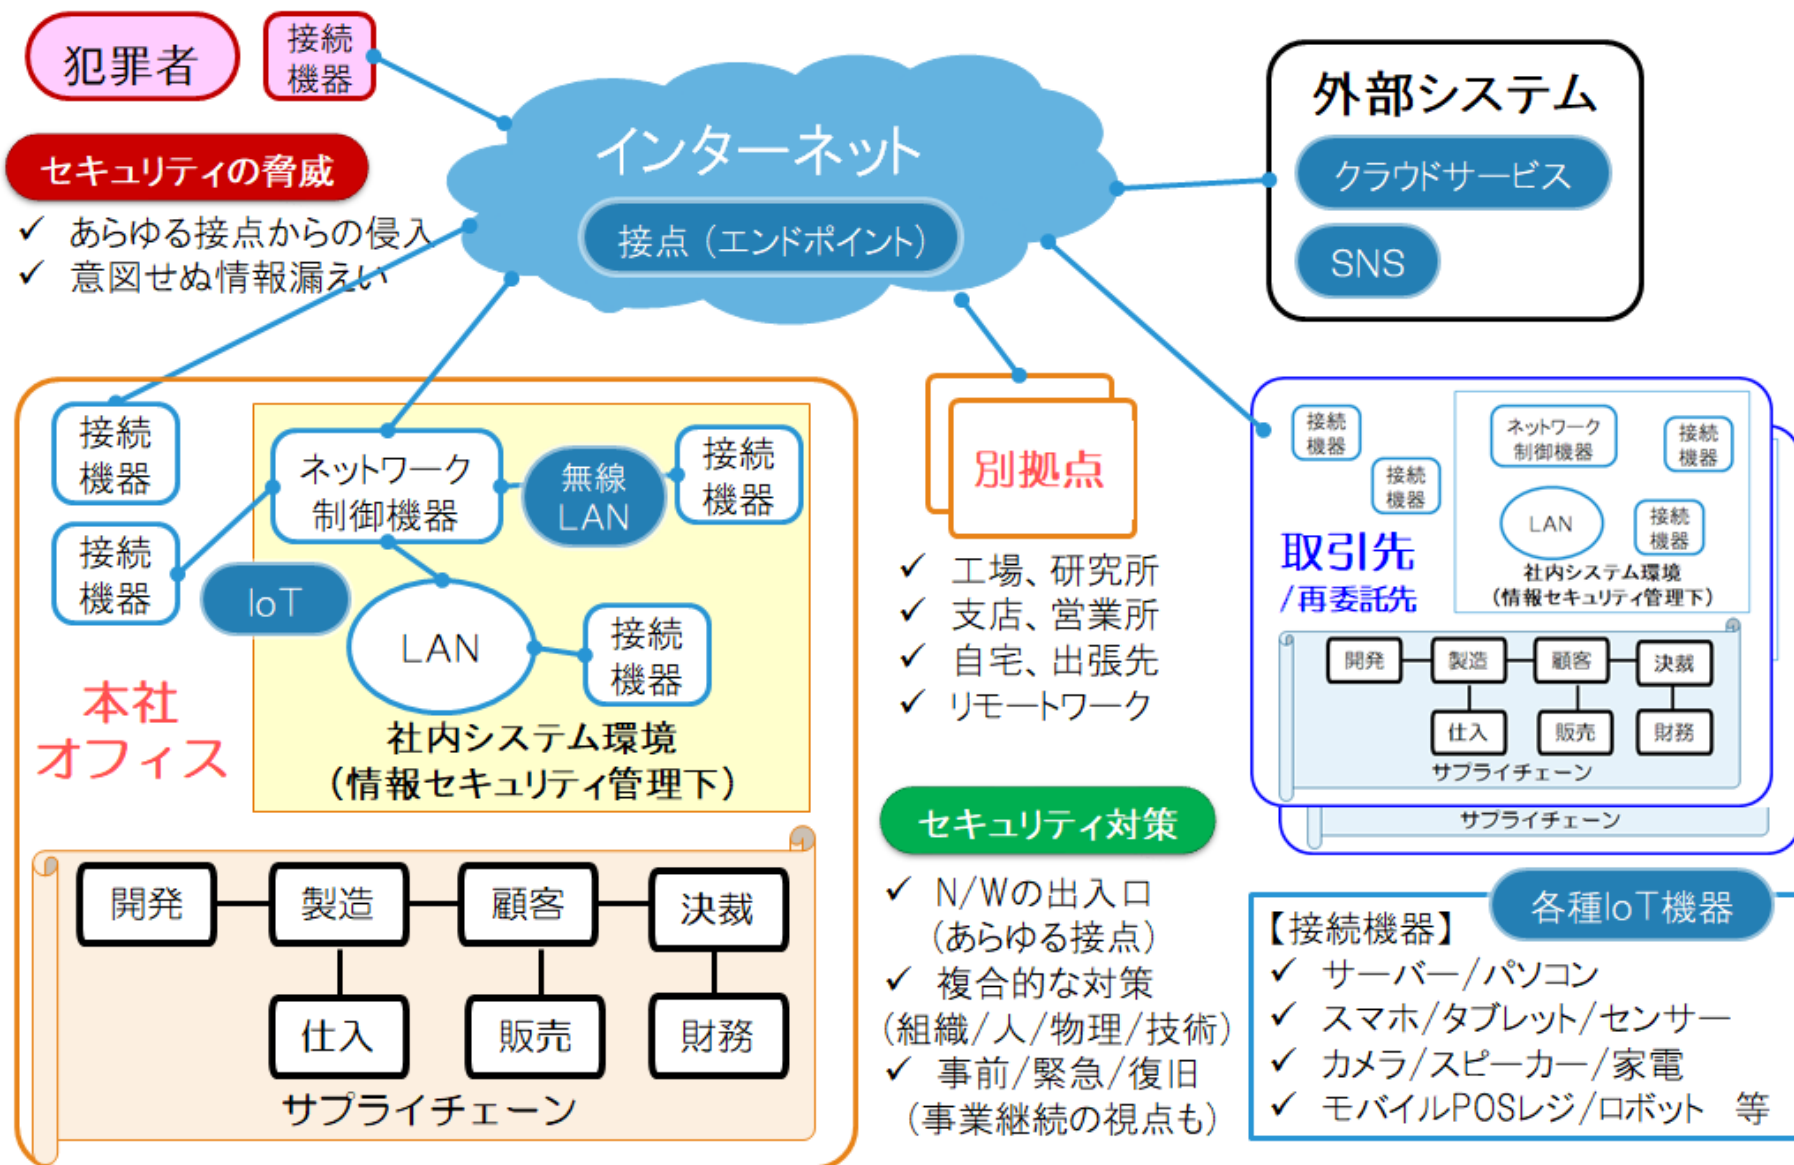 犯罪者
接続
機器
セキュリティの脅威
✓ あらゆる接点からの侵入
✓ 意図せぬ情報漏えい
インターネット
接点（エンドポイント）
外部システム
クラウドサービス
SNS
接続
機器
接続
機器
IoT
本社
オフィス
ネットワーク
制御機器
無線
LAN
接続
機器
LAN
接続
機器
社内システム環境
（情報セキュリティ管理下）
開発
製造
顧客
決裁
仕入
販売
財務
サプライチェーン
別拠点
✓ 工場、研究所
✓ 支店、営業所
✓ 自宅、出張先
✓ リモートワーク
セキュリティ対策
✓ N/Wの出入口
（あらゆる接点）
✓ 複合的な対策
（組織/人/物理/技術）
✓ 事前/緊急/復旧
（事業継続の視点も）
接続
機器
接続
機器
取引先
/再委託先
ネットワーク
制御機器
接続
機器
LAN
接続
機器
社内システム環境
（情報セキュリティ管理下）
開発
製造
顧客
決裁
仕入
販売
財務
サプライチェーン
サプライチェーン
各種IoT機器
【接続機器】
✓ サーバー/パソコン
✓ スマホ/タブレット/センサー
✓ カメラ/スピーカー/家電
✓ モバイルPOSレジ/ロボット 等